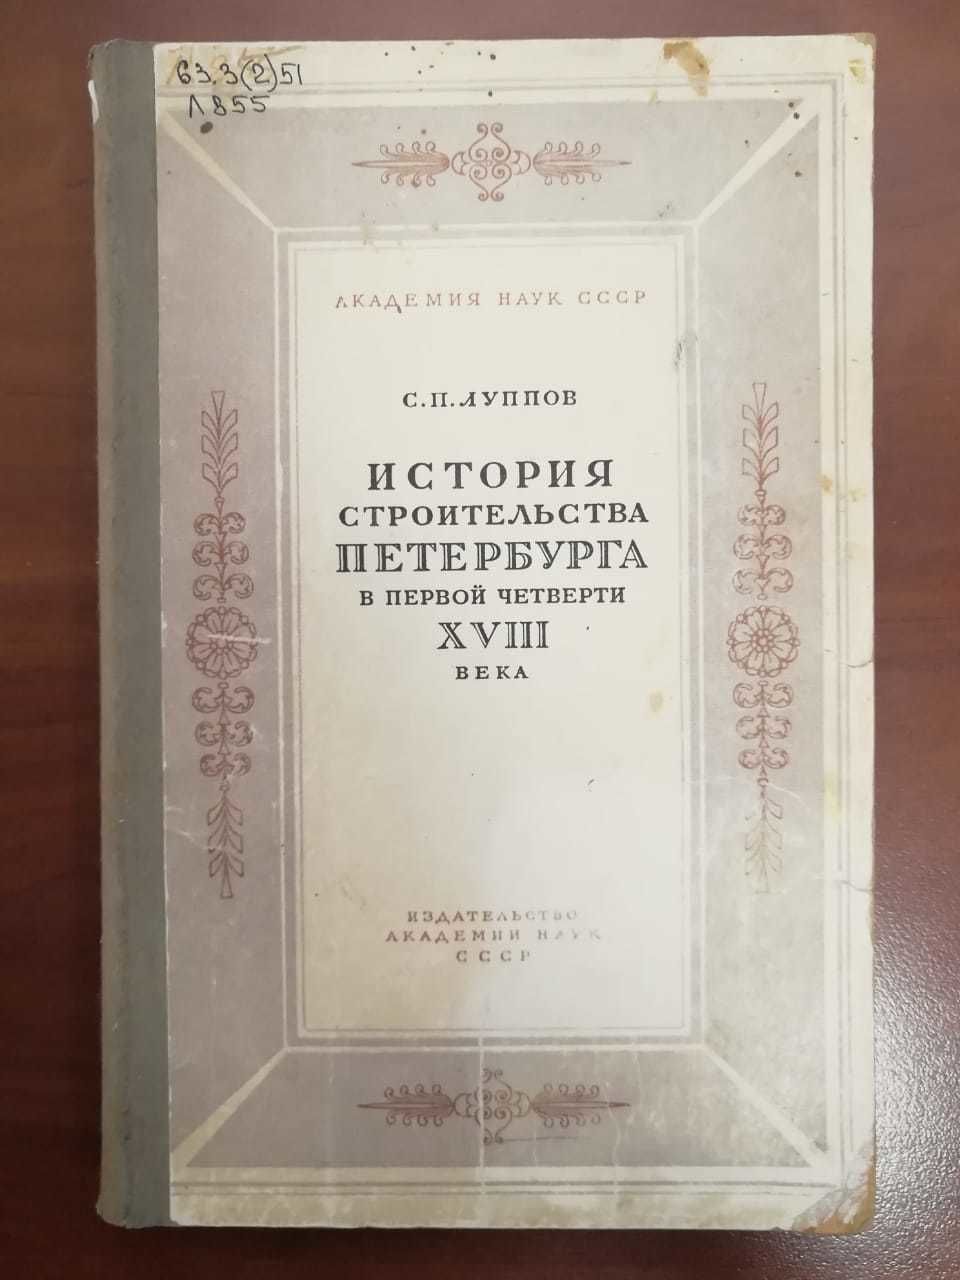 63.3(2)51
Л855
АКАДЕМИЯ НАУК СССР
С.П.ЛУППОВ
ИСТОРИЯ
СТРОИТЕЛЬСТВА
ПЕТЕРБУРГА
В ПЕРВОЙ ЧЕТВЕРТИ
XVIII
ВЕКА
ИЗДАТЕЛЬСТВО
АКАДЕМИИ НАУК
СССР